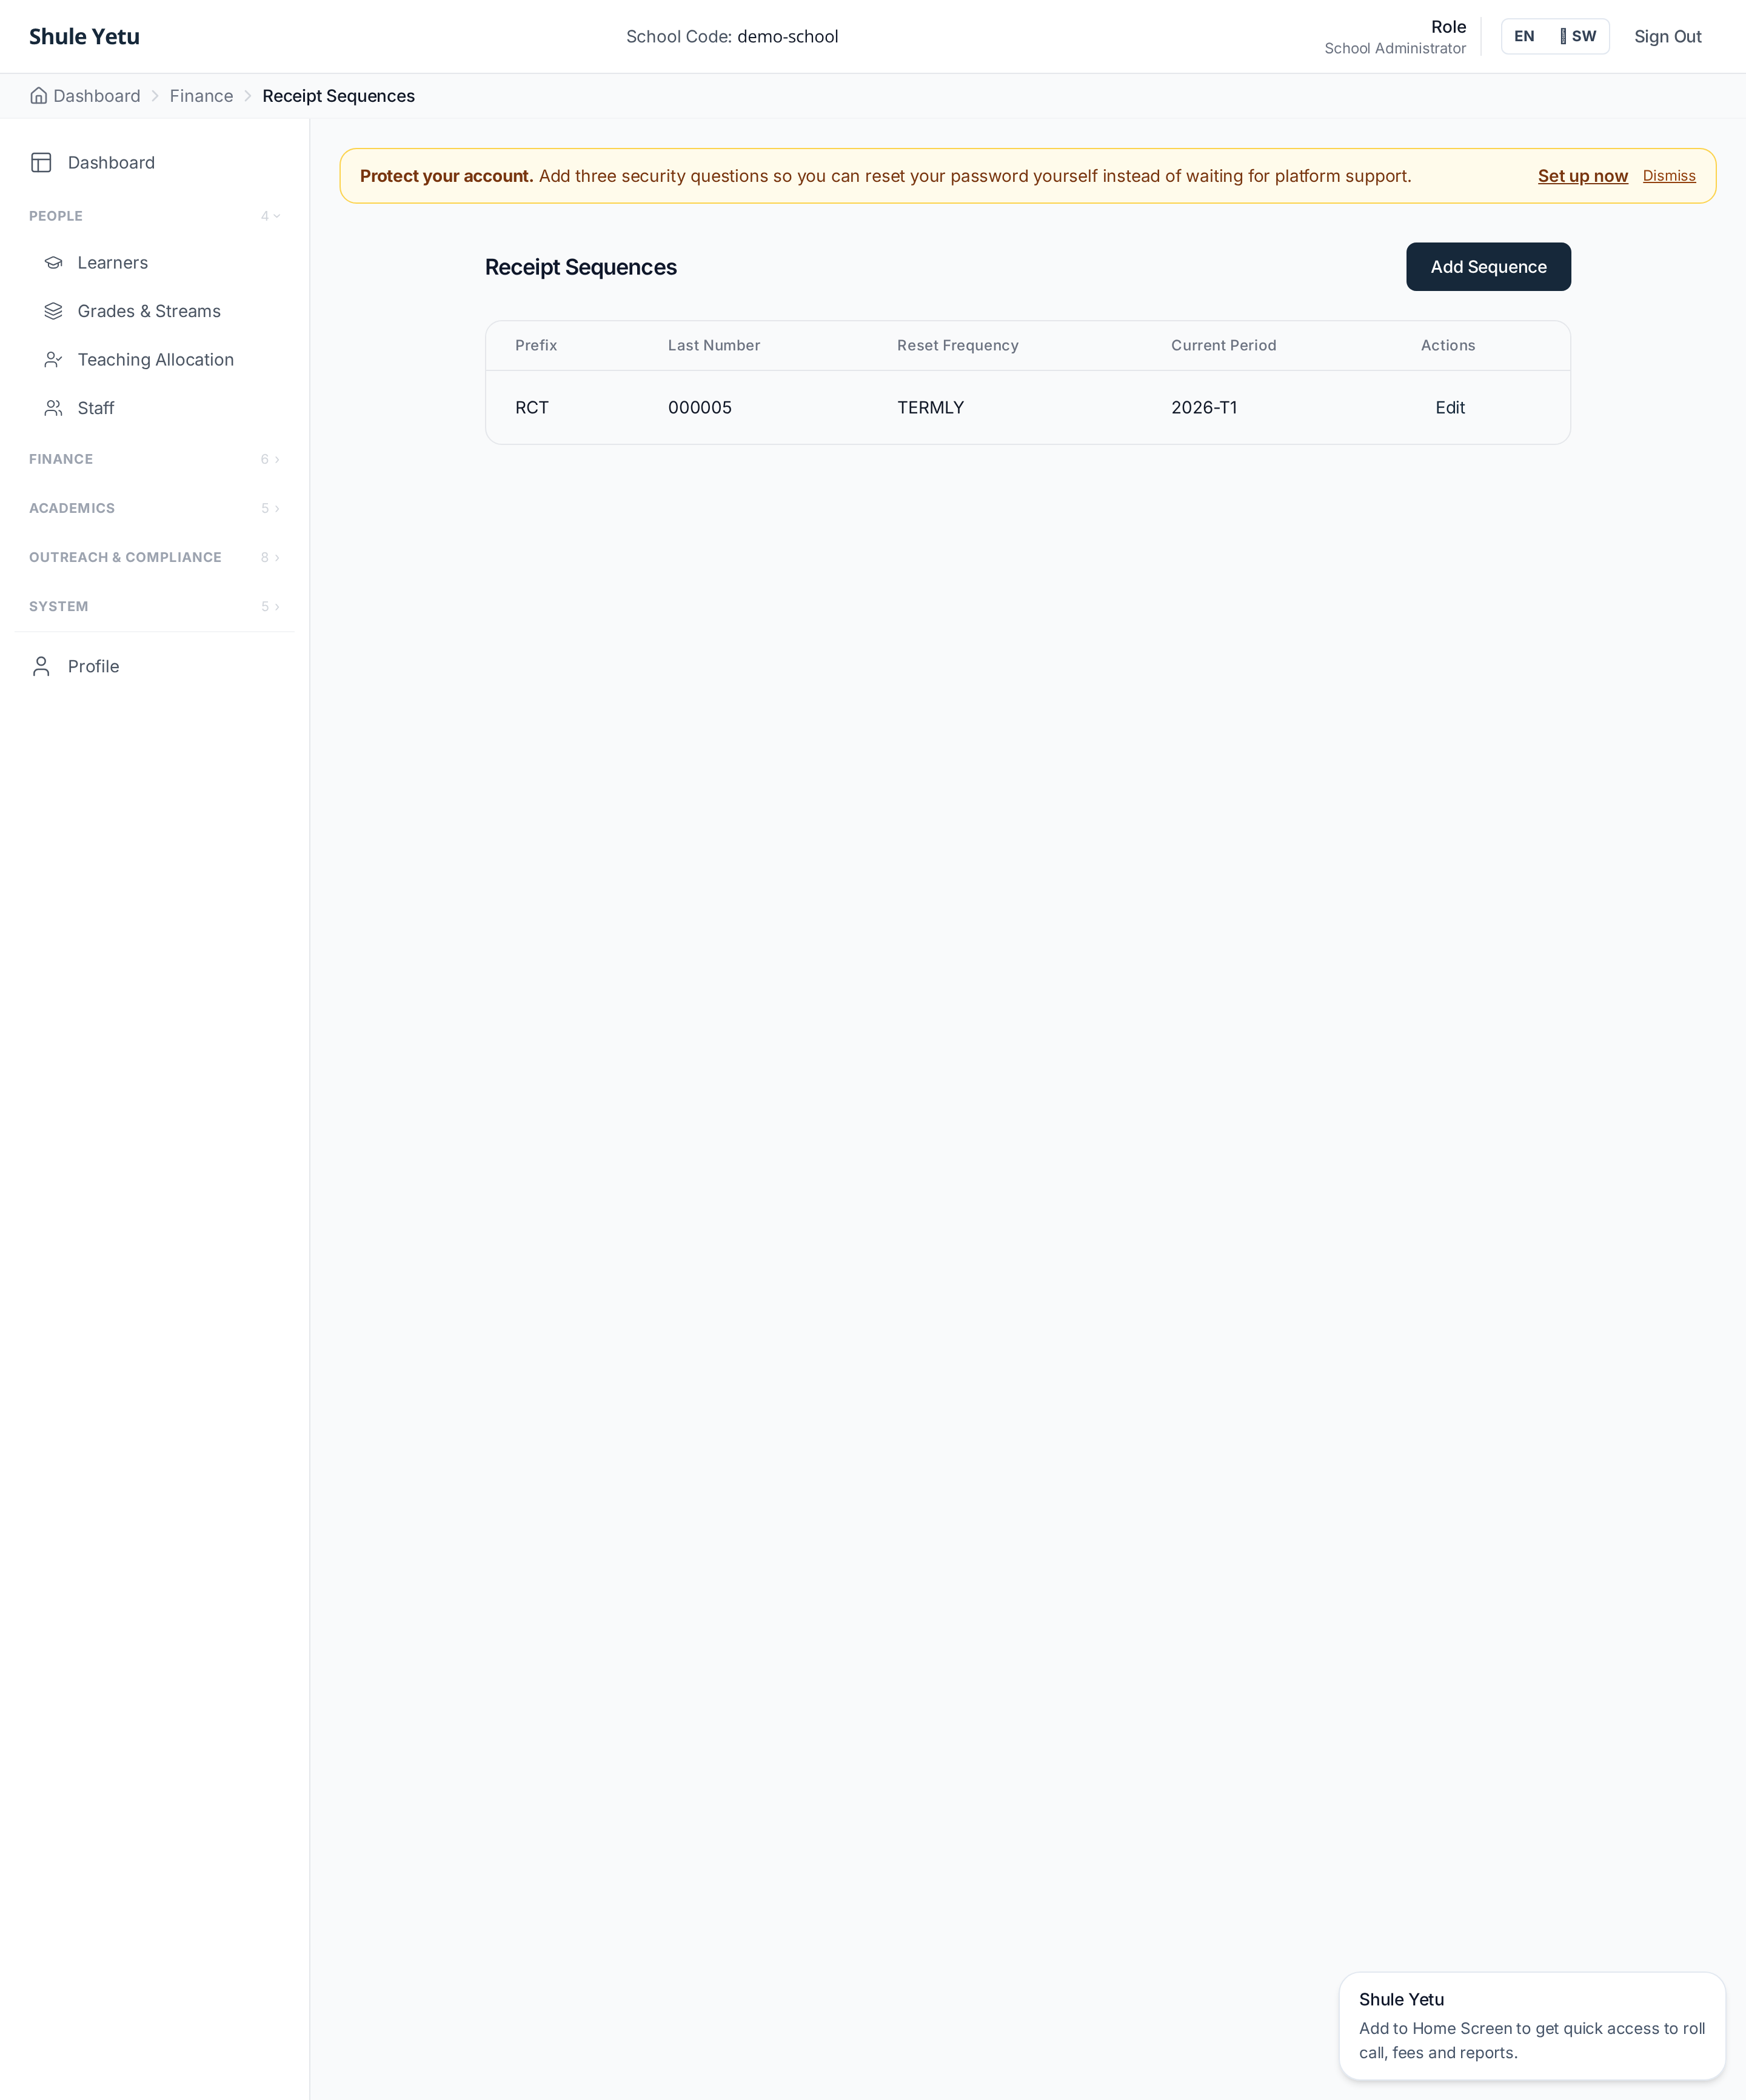 Shule Yetu
School Code: demo-school
Role
School Administrator
EN
SW
Sign Out
Dashboard
Finance
Receipt Sequences
Dashboard
PEOPLE 4
Learners
Grades & Streams
Teaching Allocation
Staff
FINANCE 6
ACADEMICS 5
OUTREACH & COMPLIANCE 8
SYSTEM 5
Profile
Protect your account. Add three security questions so you can reset your password yourself instead of waiting for platform support.
Set up now
Dismiss
Receipt Sequences
Add Sequence
Prefix Last Number Reset Frequency Current Period Actions
RCT 000005 TERMLY 2026-T1 Edit
Shule Yetu
Add to Home Screen to get quick access to roll
call, fees and reports.